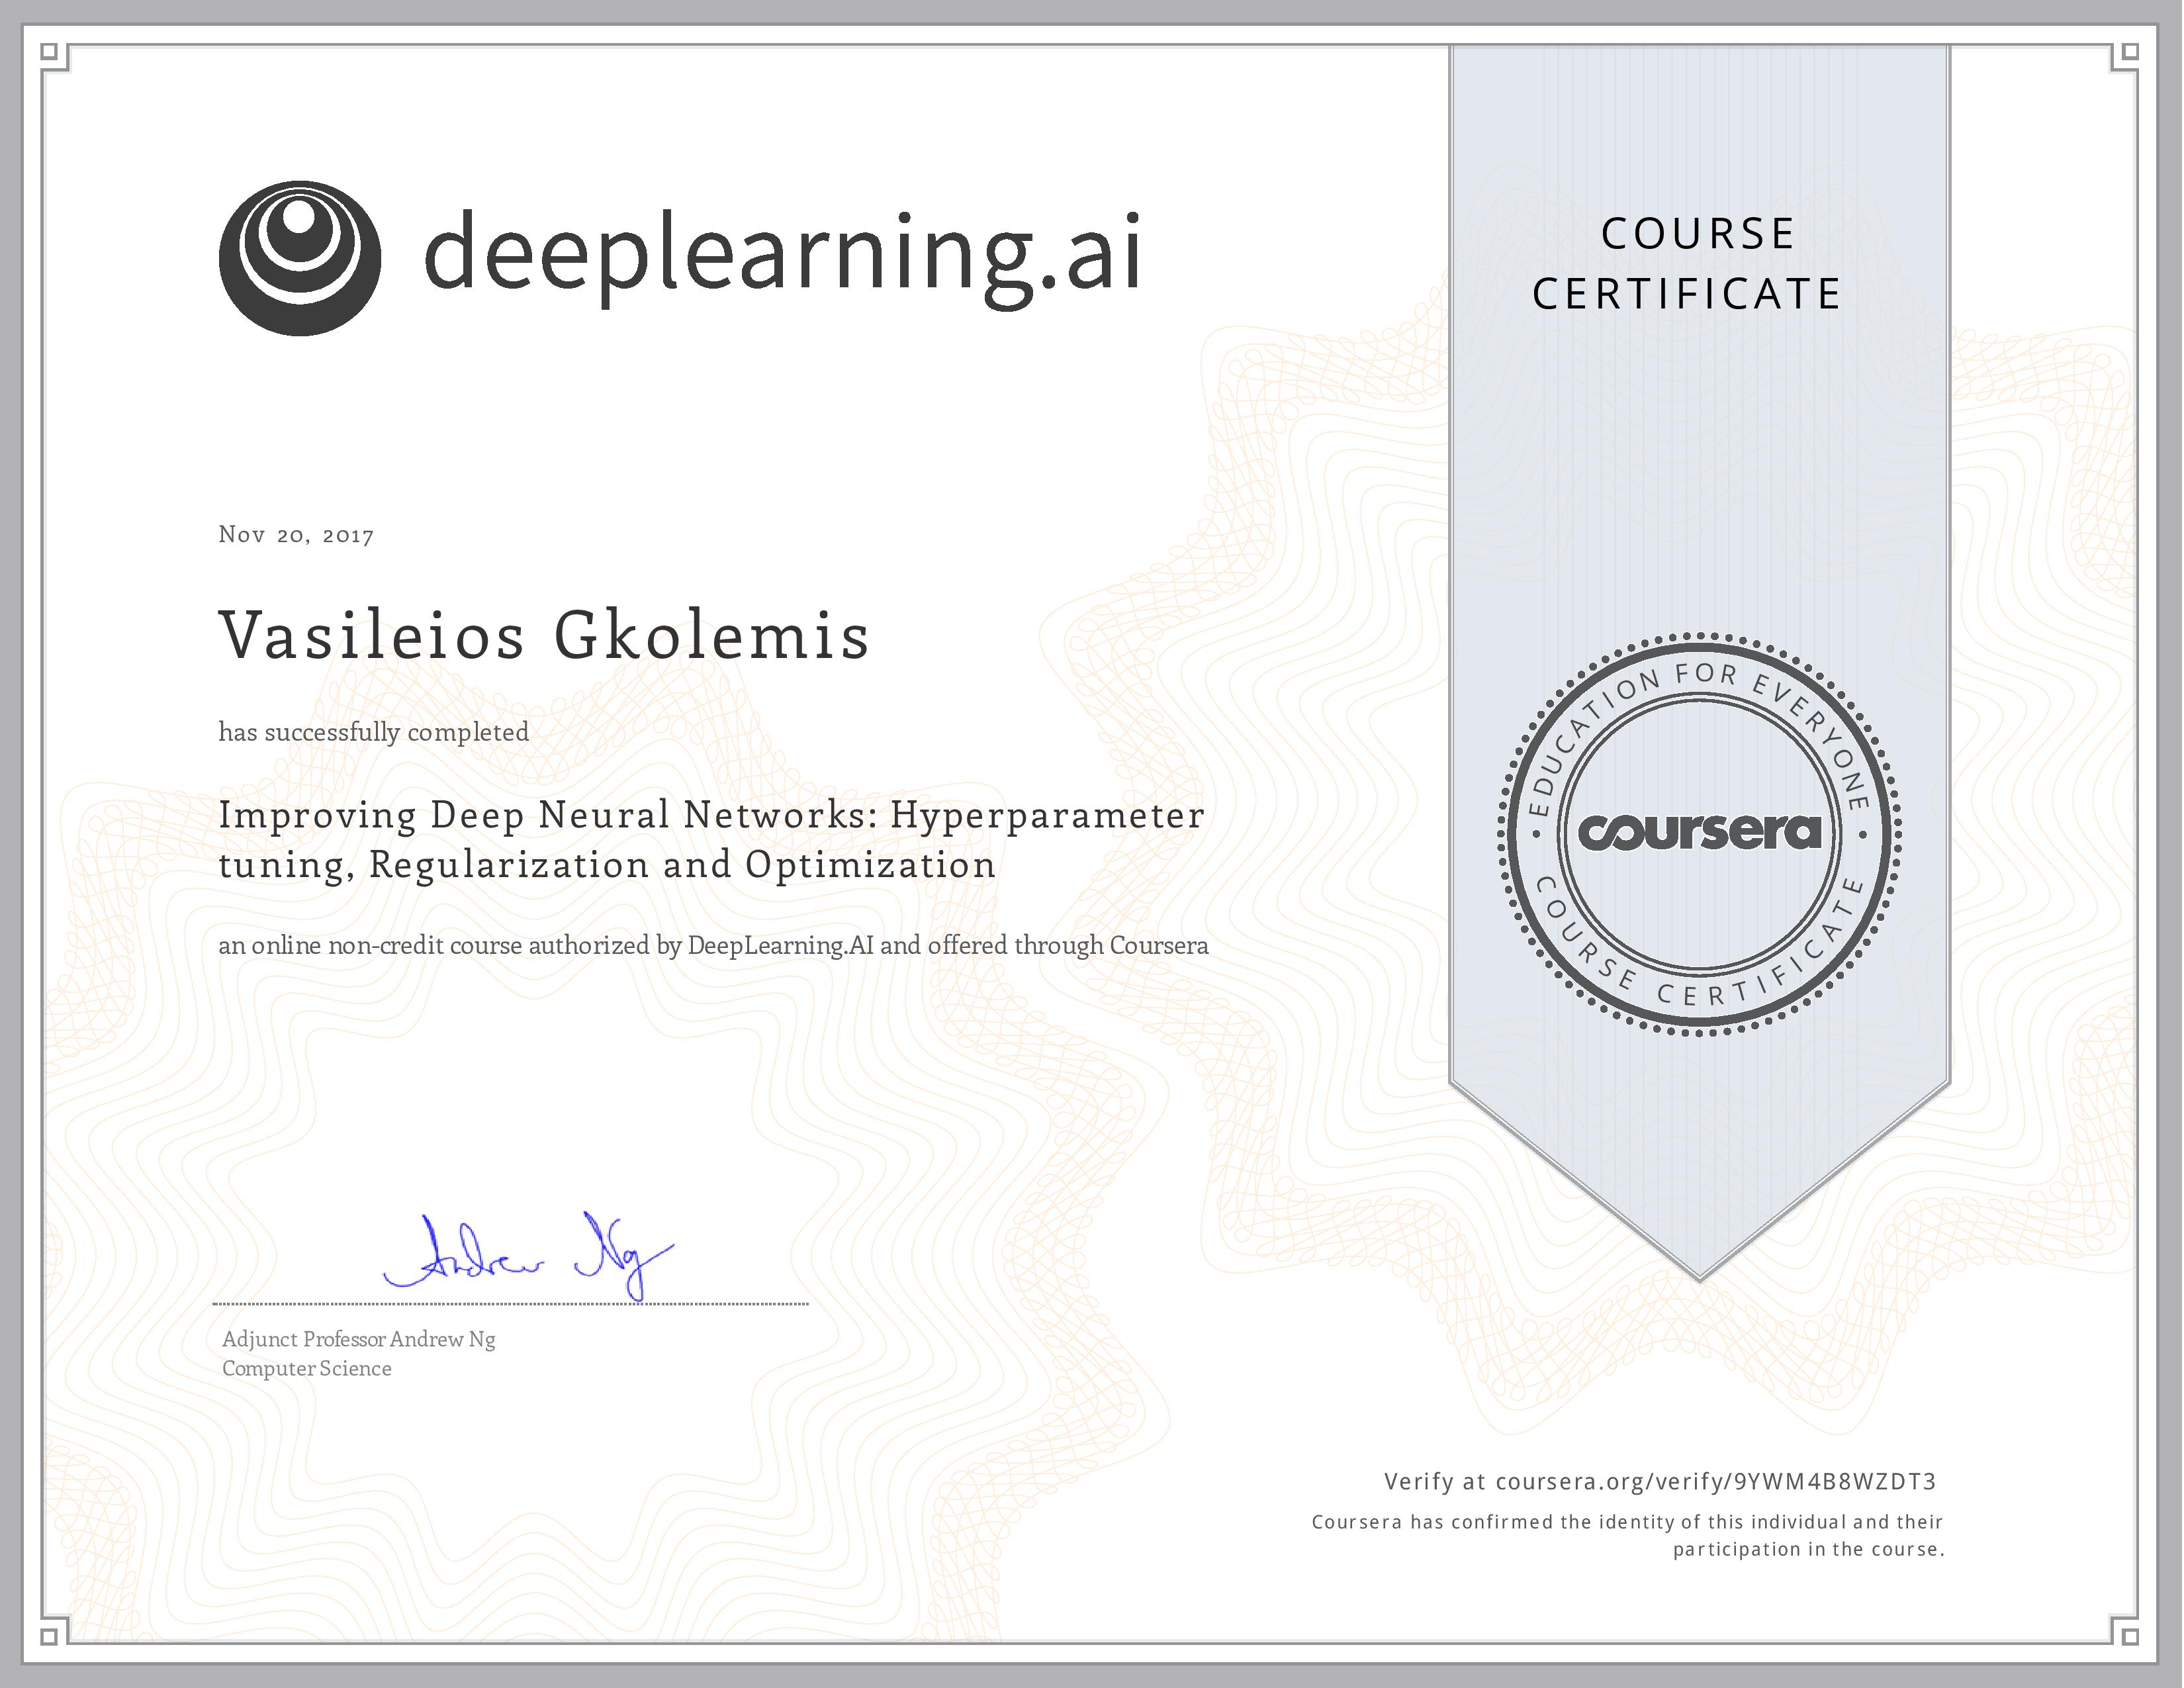 deeplearning.ai
COURSE
CERTIFICATE
Nov 20, 2017
Vasileios Gkolemis
has successfully completed
Improving Deep Neural Networks: Hyperparameter
tuning, Regularization and Optimization
an online non-credit course authorized by DeepLearning.AI and offered through Coursera
EDUCATION FOR EVERYONE
coursera
COURSE CERTIFICATE
Andrew Ng
Adjunct Professor Andrew Ng
Computer Science
Verify at coursera.org/verify/9YWM4B8WZDT3
Coursera has confirmed the identity of this individual and their
participation in the course.